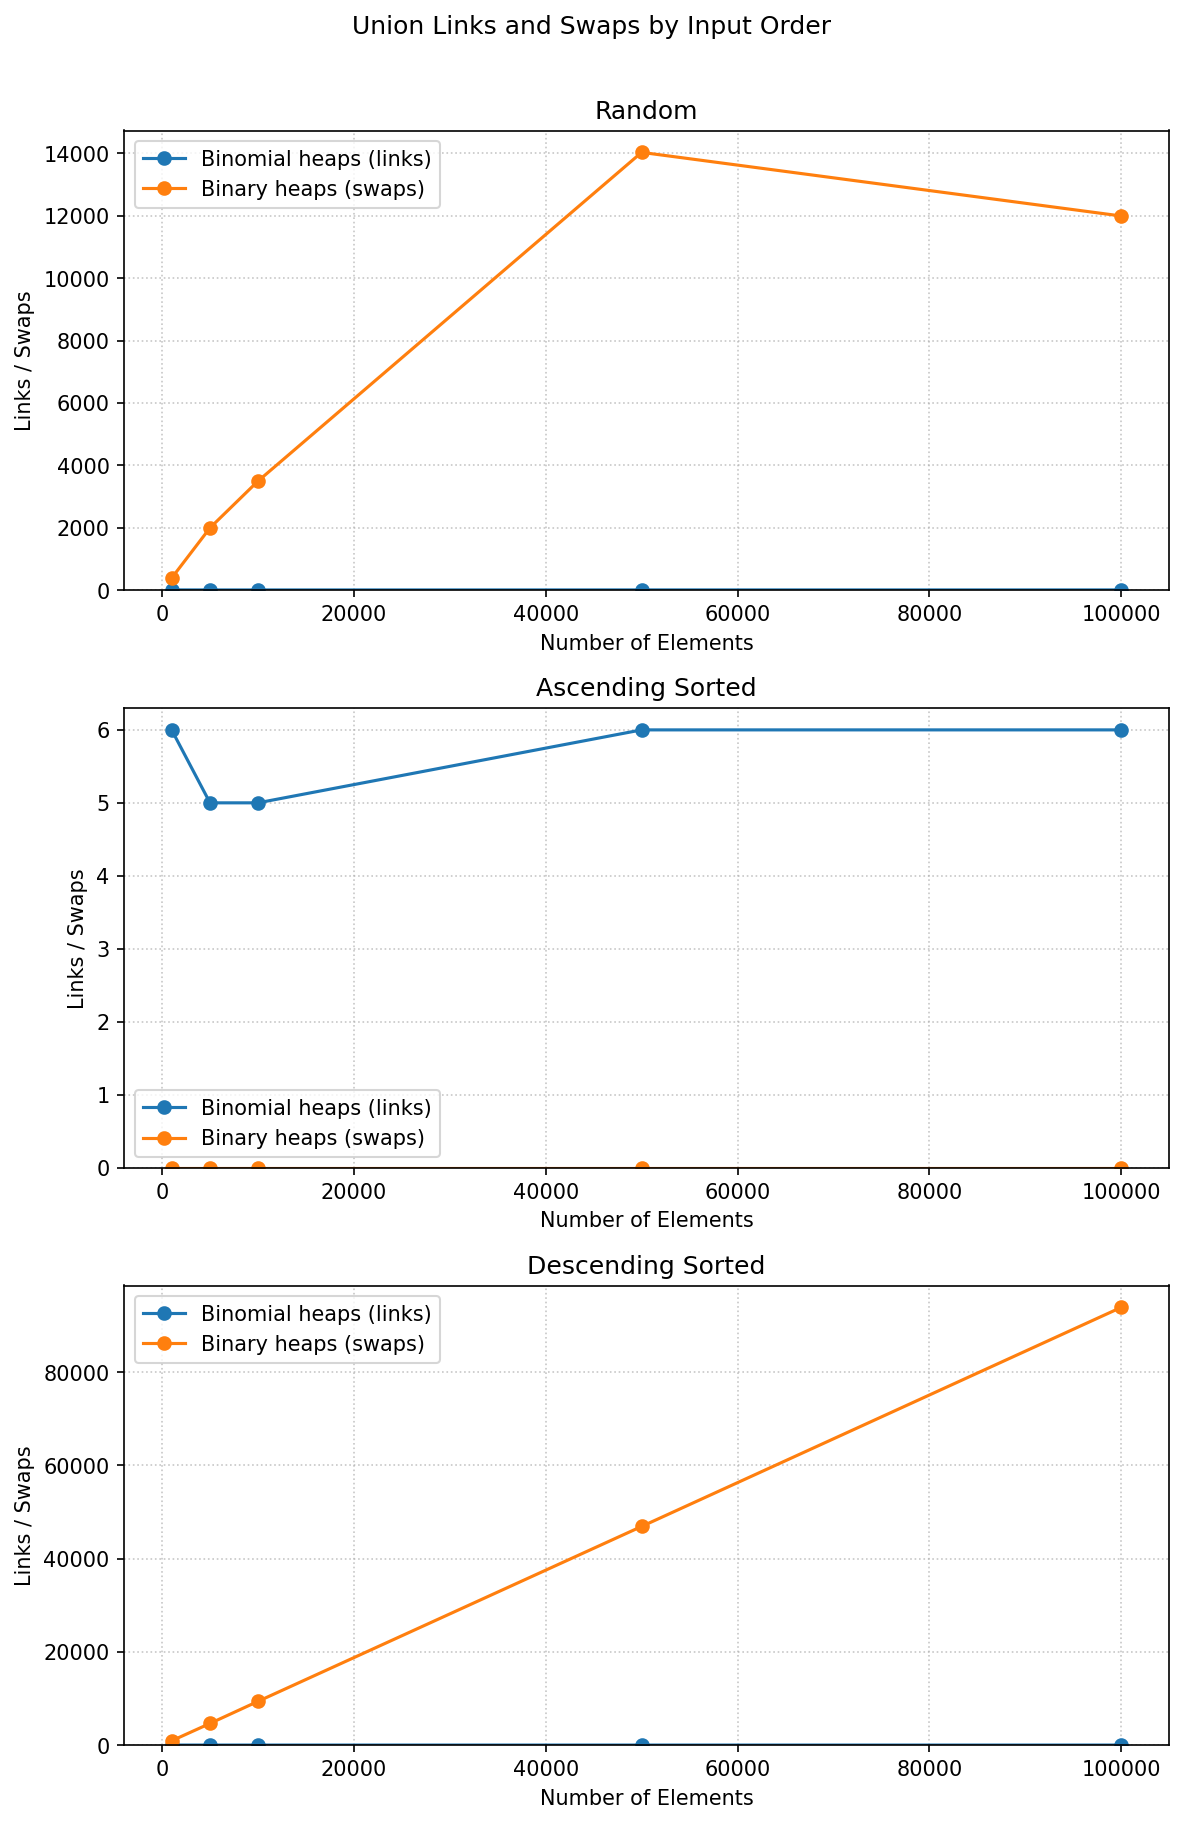 Union Links and Swaps by Input Order
Random
Links / Swaps
14000
12000
10000
8000
6000
4000
2000
0
Binomial heaps (links)
Binary heaps (swaps)
0 20000 40000 60000 80000 100000
Number of Elements
Ascending Sorted
Links / Swaps
6
5
4
3
2
1
0
Binomial heaps (links)
Binary heaps (swaps)
0 20000 40000 60000 80000 100000
Number of Elements
Descending Sorted
Links / Swaps
80000
60000
40000
20000
0
Binomial heaps (links)
Binary heaps (swaps)
0 20000 40000 60000 80000 100000
Number of Elements